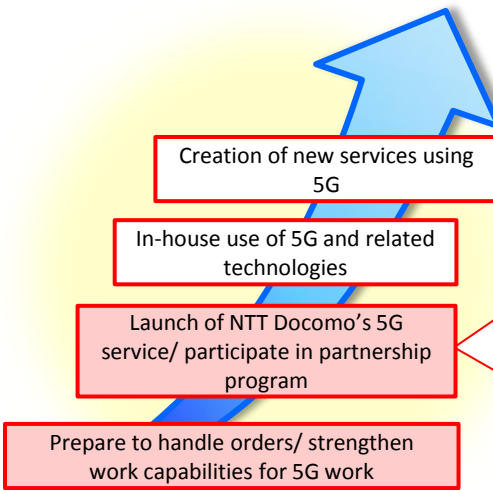 Creation of new services using
5G
In-house use of 5G and related
technologies
Launch of NTT Docomo’s 5G
service/ participate in partnership
program
Prepare to handle orders/ strengthen
work capabilities for 5G work